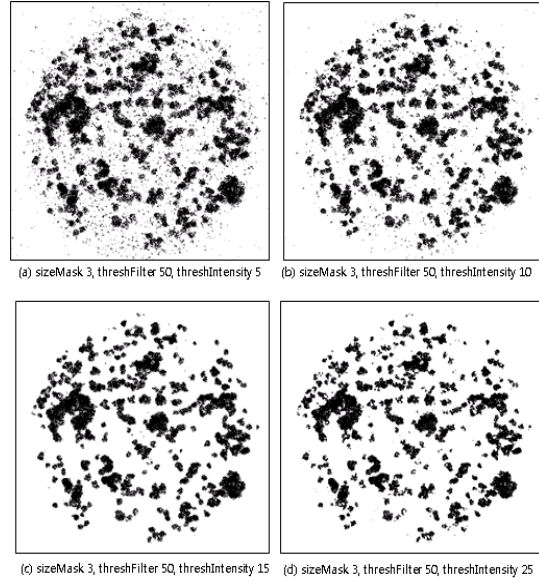 (a) sizeMask 3, threshFilter 50, threshIntensity 5
(b) sizeMask 3, threshFilter 50, threshIntensity 10
(c) sizeMask 3, threshFilter 50, threshIntensity 15
(d) sizeMask 3, threshFilter 50, threshIntensity 25